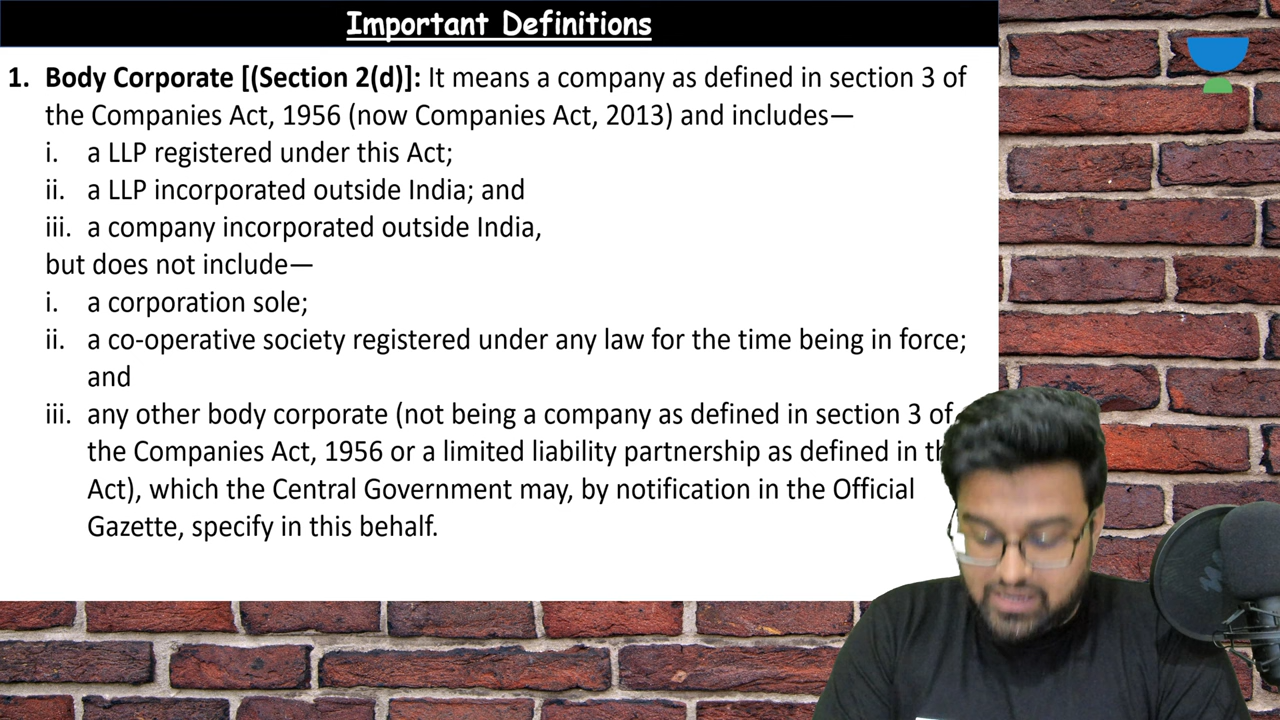 Important Definitions
1. Body Corporate [(Section 2(d)]: It means a company as defined in section 3 of
the Companies Act, 1956 (now Companies Act, 2013) and includes—
i. a LLP registered under this Act;
ii. a LLP incorporated outside India; and
iii. a company incorporated outside India,
but does not include—
i. a corporation sole;
ii. a co-operative society registered under any law for the time being in force;
and
iii. any other body corporate (not being a company as defined in section 3 of
the Companies Act, 1956 or a limited liability partnership as defined in
Act), which the Central Government may, by notification in the Official
Gazette, specify in this behalf.